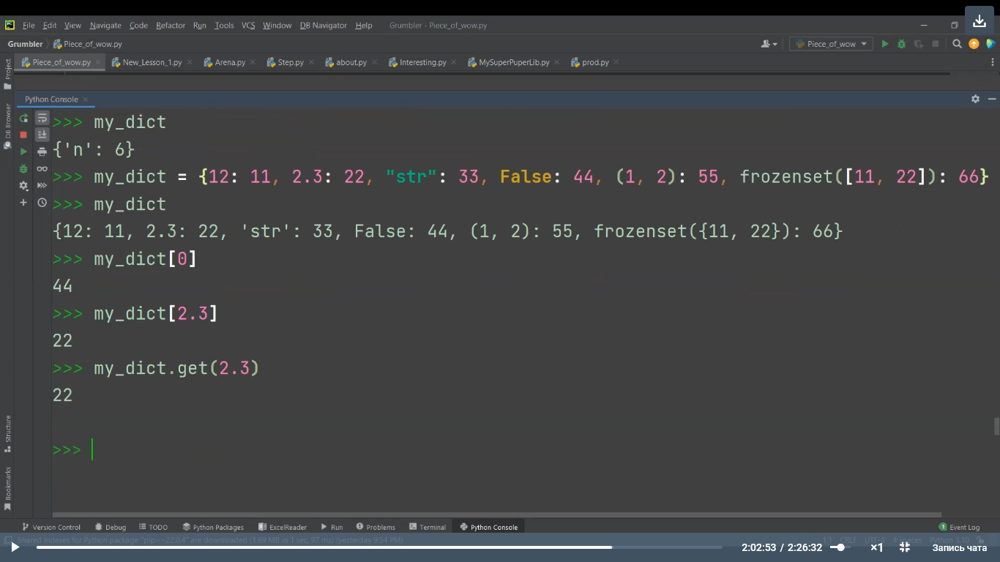 File Edit View Navigate Code Refactor Run Tools VCS Window DB Navigator Help Grumbler - Piece_of_wow.py
Grumbler Piece_of_wow.py Piece_of_wow
Piece_of_wow.py New_Lesson_1.py Arena.py Step.py about.py Interesting.py MySuperPuperLib.py prod.py
Project
DB Browser
Python Console
>>> my_dict
{'n': 6}
>>> my_dict = {12: 11, 2.3: 22, "str": 33, False: 44, (1, 2): 55, frozenset([11, 22]): 66}
>>> my_dict
{12: 11, 2.3: 22, 'str': 33, False: 44, (1, 2): 55, frozenset({11, 22}): 66}
>>> my_dict[0]
44
>>> my_dict[2.3]
22
>>> my_dict.get(2.3)
22
>>>
Structure
Bookmarks
Version Control Debug TODO Python Packages ExcelReader Run Problems Terminal Python Console 1 Event Log
Shared indexes for Python package "pip==22.0.4" are downloaded (1.69 MB in 1 sec, 97 ms) (yesterday 9:54 PM) 1:1 CRLF UTF-8 4 spaces Python 3.10
2:02:53 / 2:26:32 ×1 Запись чата